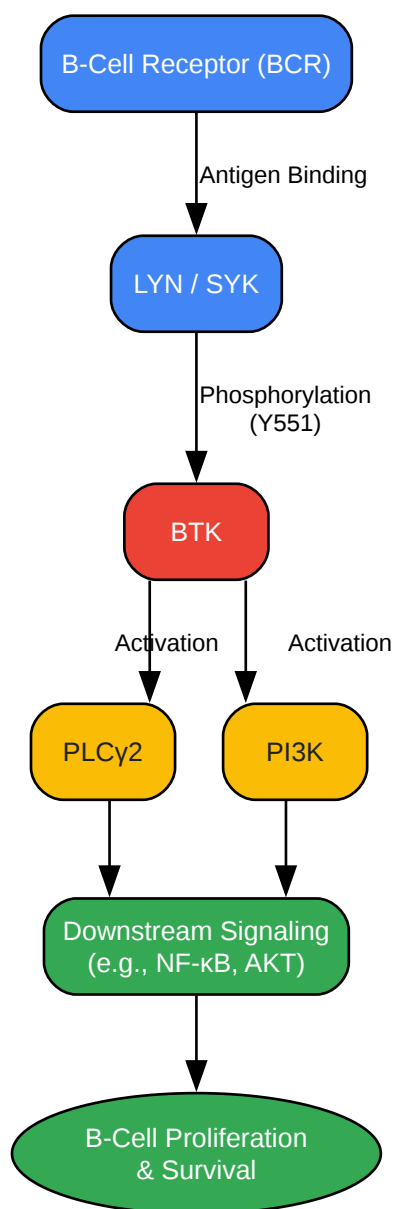 B-Cell Receptor (BCR)
Antigen Binding
LYN / SYK
Phosphorylation
(Y551)
BTK
Activation
Activation
PLCγ2
PI3K
Downstream Signaling
(e.g., NF-κB, AKT)
B-Cell Proliferation
& Survival